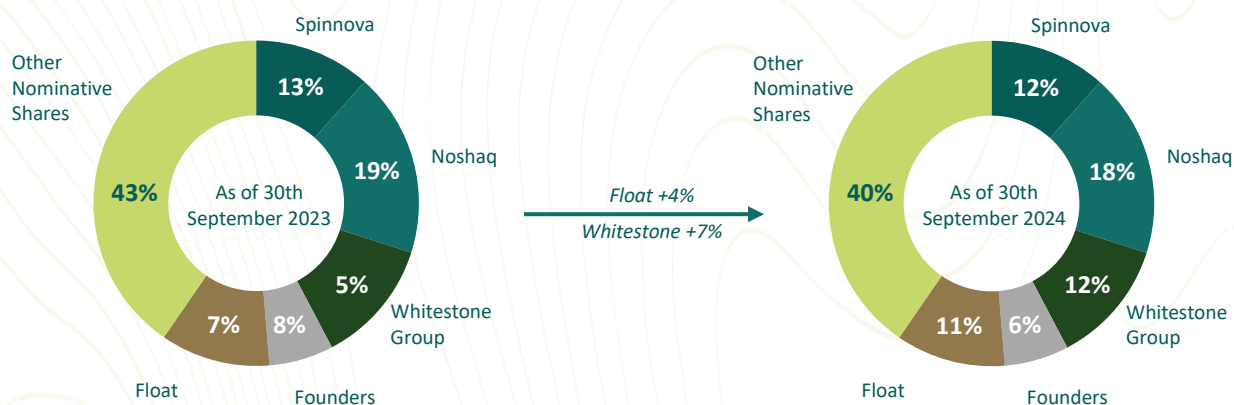 Spinnova
Other
Nominative
Shares
13%
Noshaq
19%
43%
As of 30th
September 2023
5%
Whitestone
Group
7%
8%
Float
Founders
Float +4%
Whitestone +7%
Spinnova
Other
Nominative
Shares
12%
Noshaq
18%
40%
As of 30th
September 2024
12%
Whitestone
Group
11%
6%
Float
Founders